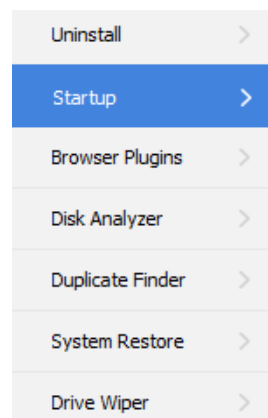 Uninstall
Startup
Browser Plugins
Disk Analyzer
Duplicate Finder
System Restore
Drive Wiper